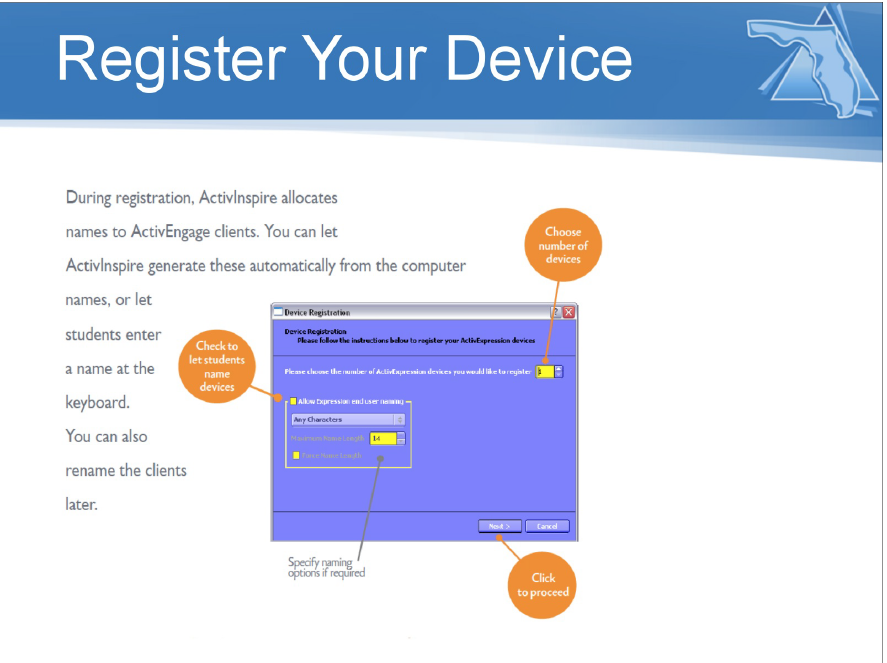 Register Your Device
During registration, ActivInspire allocates
names to ActivEngage clients. You can let
ActivInspire generate these automatically from the computer
names, or let
students enter
a name at the
keyboard.
You can also
rename the clients
later.
Choose
number of
devices
Check to
let students
name
devices
Device Registration
Device Registration
Please follow the instructions below to register your ActivExpression devices
Please choose the number of ActivExpression devices you would like to register
Allow Expression end user naming
Any Characters
Maximum Name Length
14
Force Name Length
Next >
Cancel
Specify naming
options if required
Click
to proceed